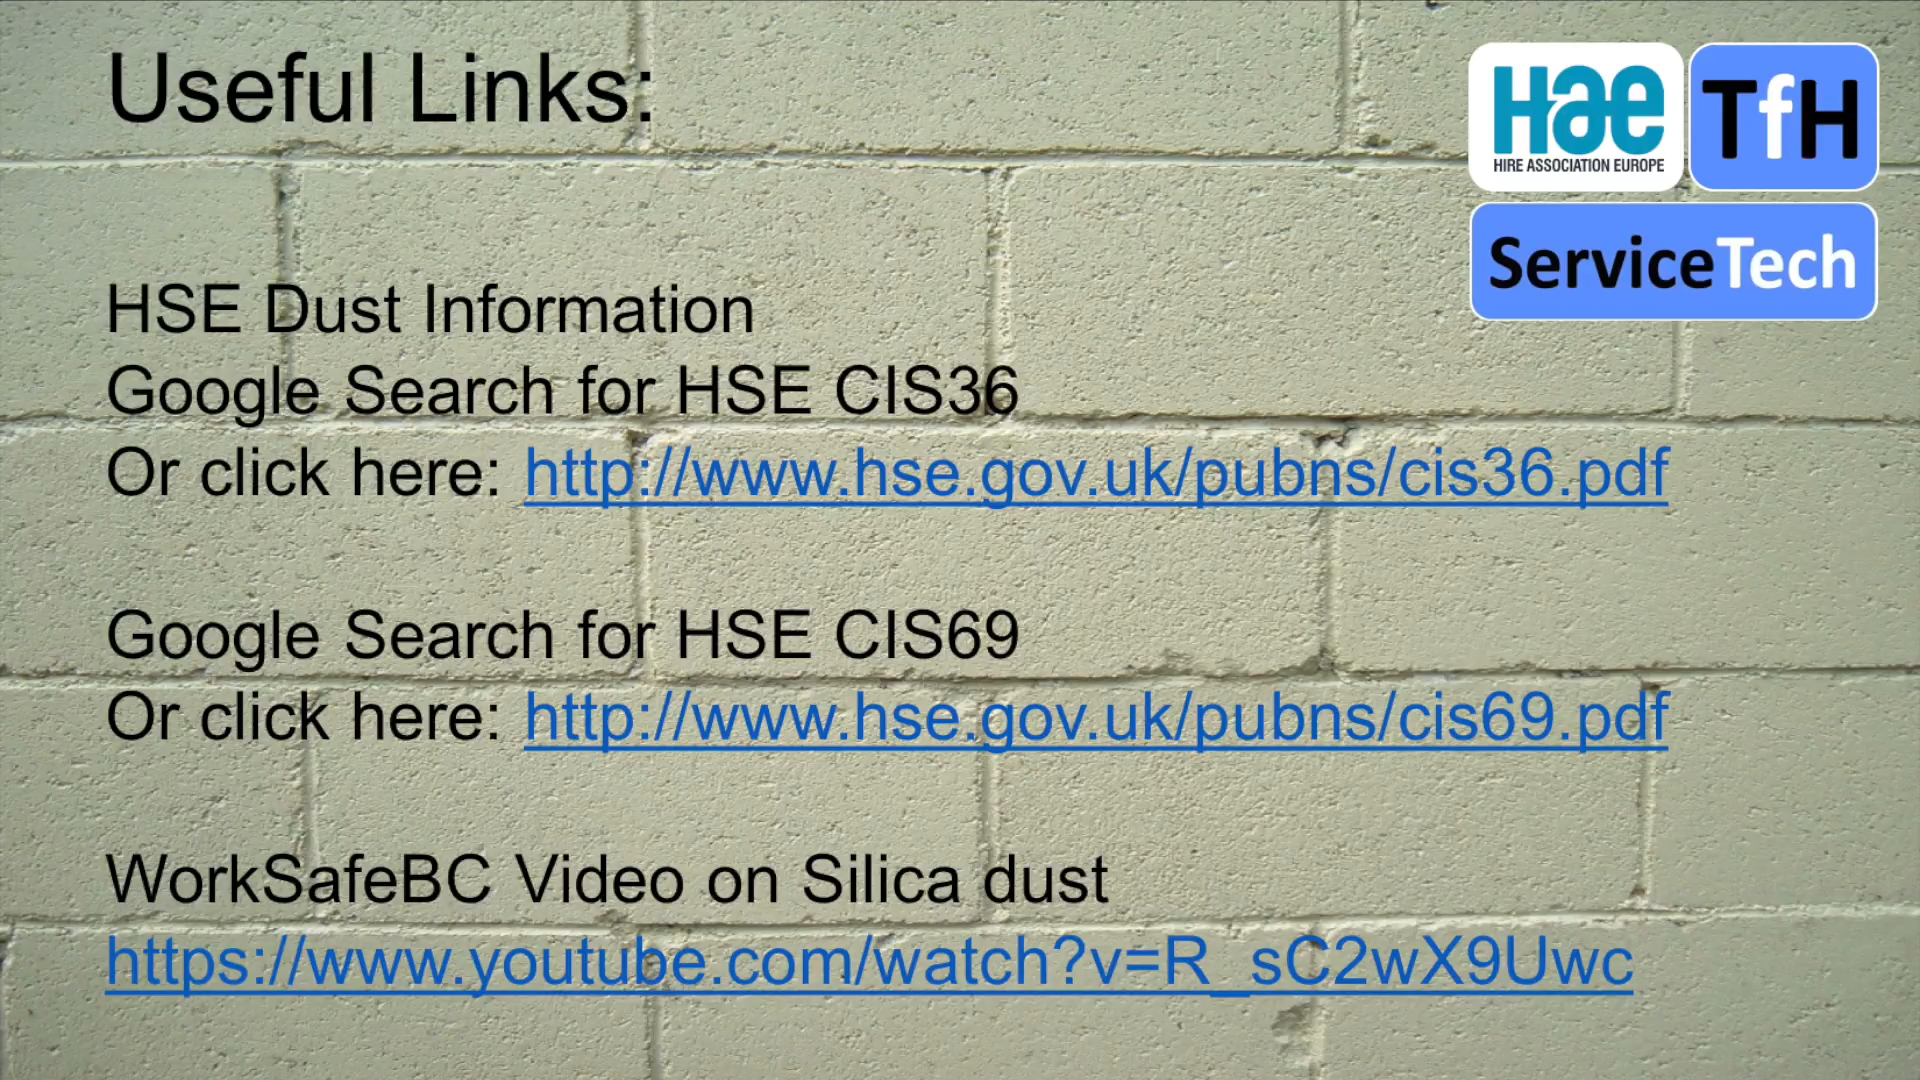 Useful Links:
Hae
HIRE ASSOCIATION EUROPE
TfH
ServiceTech
HSE Dust Information
Google Search for HSE CIS36
Or click here: http://www.hse.gov.uk/pubns/cis36.pdf
Google Search for HSE CIS69
Or click here: http://www.hse.gov.uk/pubns/cis69.pdf
WorkSafeBC Video on Silica dust
https://www.youtube.com/watch?v=R_sC2wX9Uwc